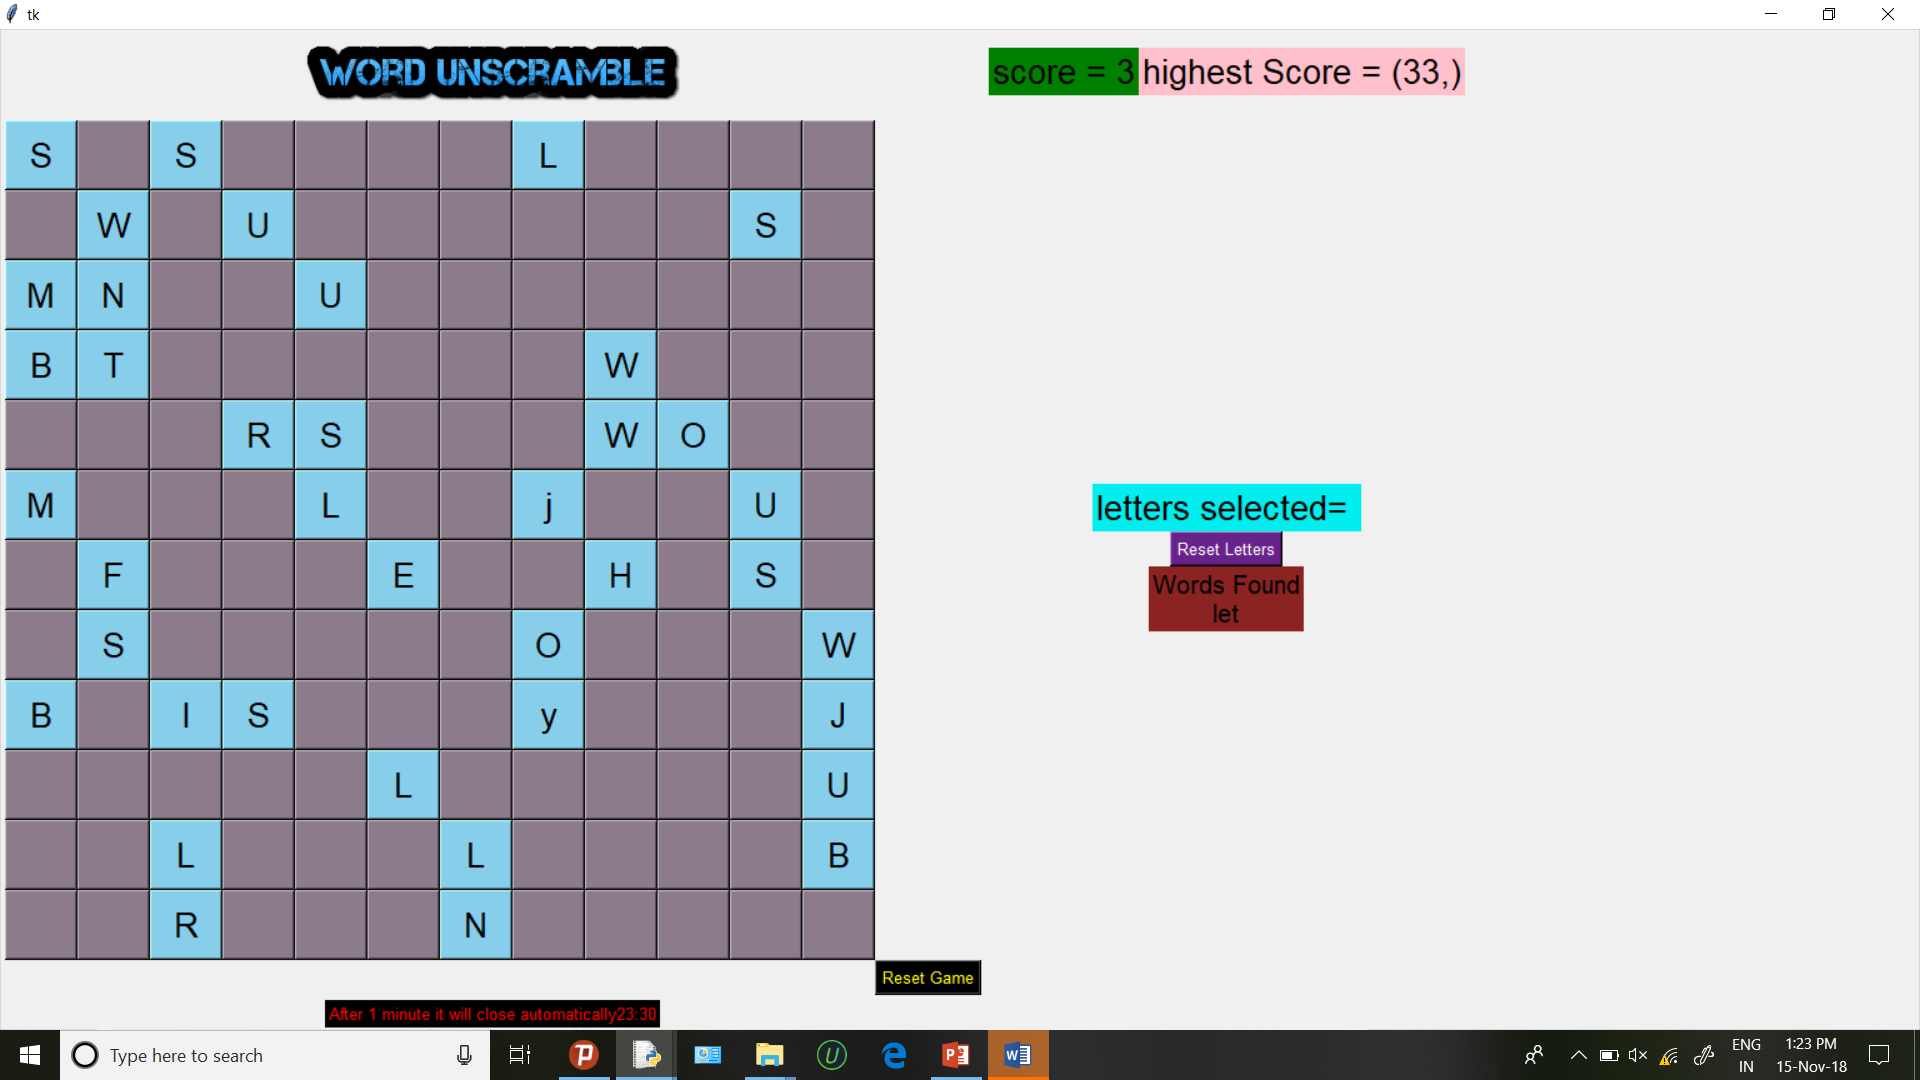 tk
WORD UNSCRAMBLE
score = 3 highest Score = (33,)
S S L
W U S
M N U
B T W
R S W O
M L j U
F E H S
S O W
B I S y J
L U
L L B
R N
letters selected=
Reset Letters
Words Found
let
Reset Game
After 1 minute it will close automatically23:30
Type here to search
ENG
IN
1:23 PM
15-Nov-18